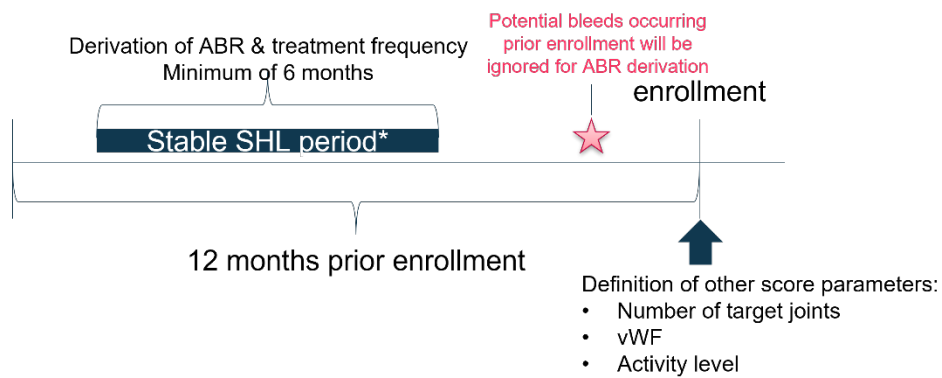 Potential bleeds occurring
prior enrollment will be
ignored for ABR derivation
Derivation of ABR & treatment frequency
Minimum of 6 months
enrollment
Stable SHL period*
12 months prior enrollment
Definition of other score parameters:
• Number of target joints
• vWF
• Activity level